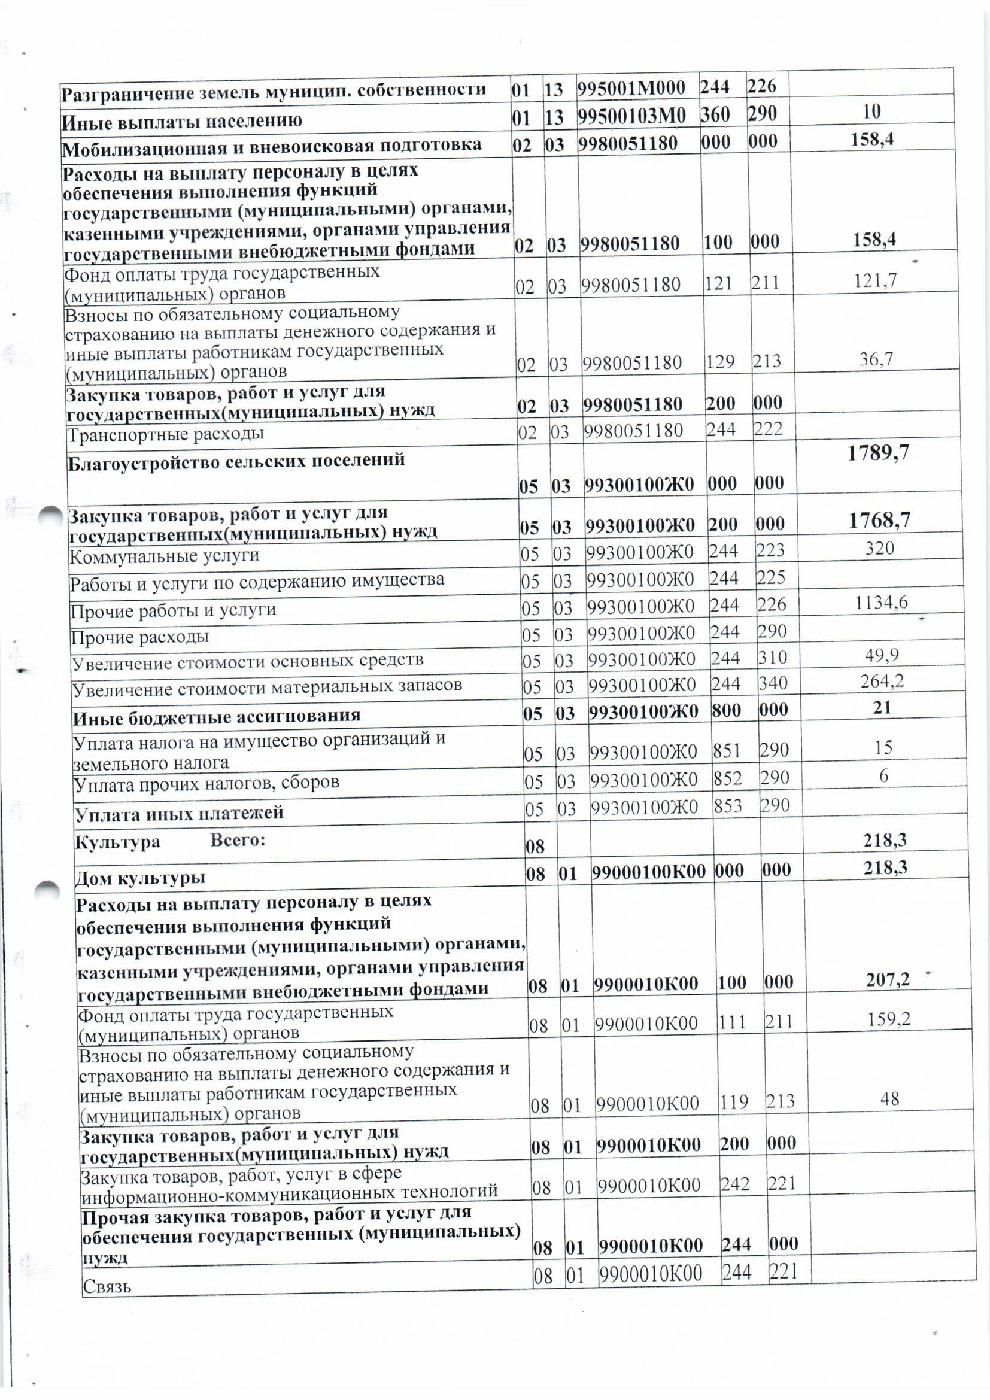 Разграничение земель муницип. собственности 01 13 995001М000 244 226
Иные выплаты населению 01 13 99500103М0 360 290 10
Мобилизационная и вневоисковая подготовка 02 03 9980051180 000 000 158,4
Расходы на выплату персоналу в целях
обеспечения выполнения функций
государственными (муниципальными) органами,
казенными учреждениями, органами управления
государственными внебюджетными фондами 02 03 9980051180 100 000 158,4
Фонд оплаты труда государственных
(муниципальных) органов 02 03 9980051180 121 211 121,7
Взносы по обязательному социальному
страхованию на выплаты денежного содержания и
иные выплаты работникам государственных
(муниципальных) органов 02 03 9980051180 129 213 36,7
Закупка товаров, работ и услуг для
государственных(муниципальных) нужд 02 03 9980051180 200 000
Транспортные расходы 02 03 9980051180 244 222
Благоустройство сельских поселений 1789,7
05 03 99300100Ж0 000 000
Закупка товаров, работ и услуг для
государственных(муниципальных) нужд 05 03 99300100Ж0 200 000 1768,7
Коммунальные услуги 05 03 99300100Ж0 244 223 320
Работы и услуги по содержанию имущества 05 03 99300100Ж0 244 225
Прочие работы и услуги 05 03 99300100Ж0 244 226 1134,6
Прочие расходы 05 03 99300100Ж0 244 290
Увеличение стоимости основных средств 05 03 99300100Ж0 244 310 49,9
Увеличение стоимости материальных запасов 05 03 99300100Ж0 244 340 264,2
Иные бюджетные ассигнования 05 03 99300100Ж0 800 000 21
Уплата налога на имущество организаций и
земельного налога 05 03 99300100Ж0 851 290 15
Уплата прочих налогов, сборов 05 03 99300100Ж0 852 290 6
Уплата иных платежей 05 03 99300100Ж0 853 290
Культура Всего: 08 218,3
Дом культуры 08 01 99000100К00 000 000 218,3
Расходы на выплату персоналу в целях
обеспечения выполнения функций
государственными (муниципальными) органами,
казенными учреждениями, органами управления
государственными внебюджетными фондами 08 01 9900010К00 100 000 207,2
Фонд оплаты труда государственных
(муниципальных) органов 08 01 9900010К00 111 211 159,2
Взносы по обязательному социальному
страхованию на выплаты денежного содержания и
иные выплаты работникам государственных
(муниципальных) органов 08 01 9900010К00 119 213 48
Закупка товаров, работ и услуг для
государственных(муниципальных) нужд 08 01 9900010К00 200 000
Закупка товаров, работ, услуг в сфере
информационно-коммуникационных технологий 08 01 9900010К00 242 221
Прочая закупка товаров, работ и услуг для
обеспечения государственных (муниципальных)
нужд 08 01 9900010К00 244 000
Связь 08 01 9900010К00 244 221